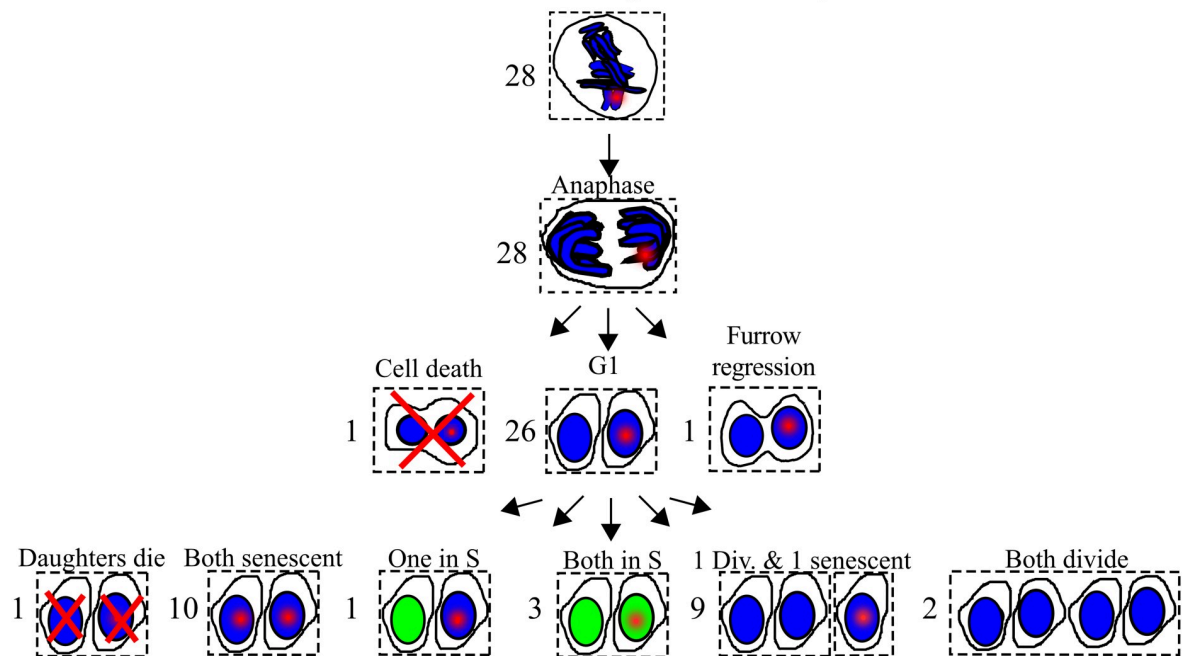 28
Anaphase
28
Cell death
G1
Furrow
regression
1
26
1
Daughters die
Both senescent
One in S
Both in S
1 Div. & 1 senescent
Both divide
1
10
1
3
9
2